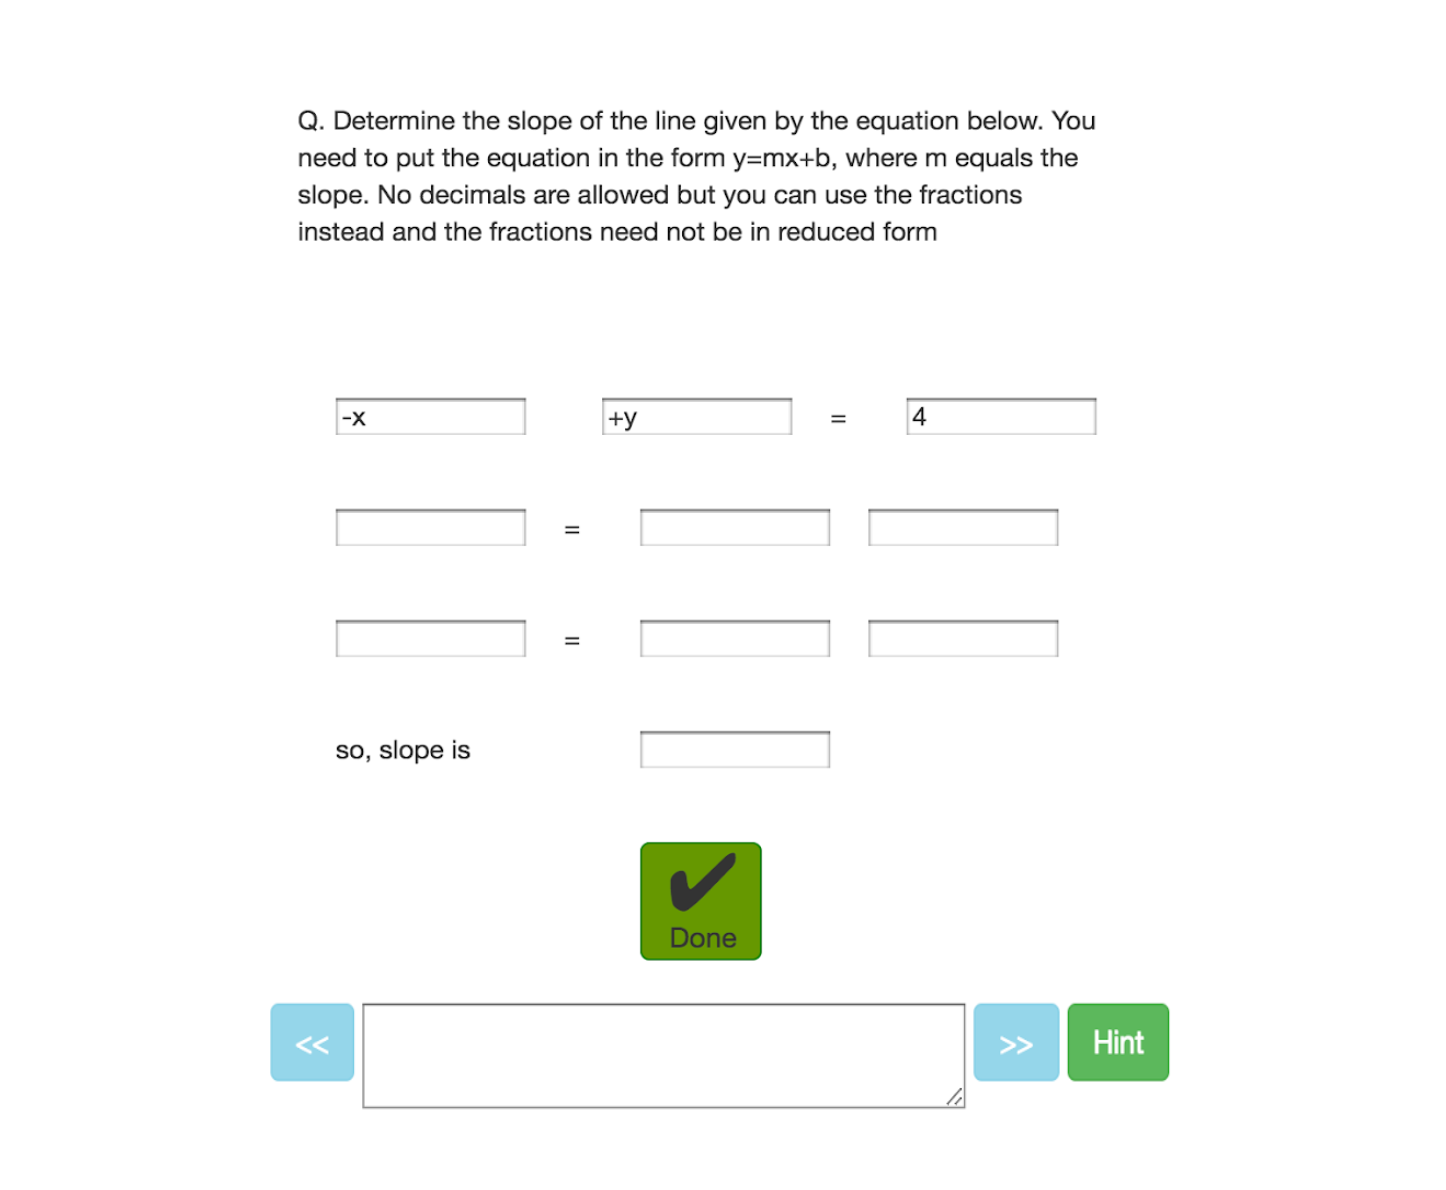 Q. Determine the slope of the line given by the equation below. You
need to put the equation in the form y=mx+b, where m equals the
slope. No decimals are allowed but you can use the fractions
instead and the fractions need not be in reduced form
-x +y = 4
=
=
so, slope is
Done
<< >> Hint